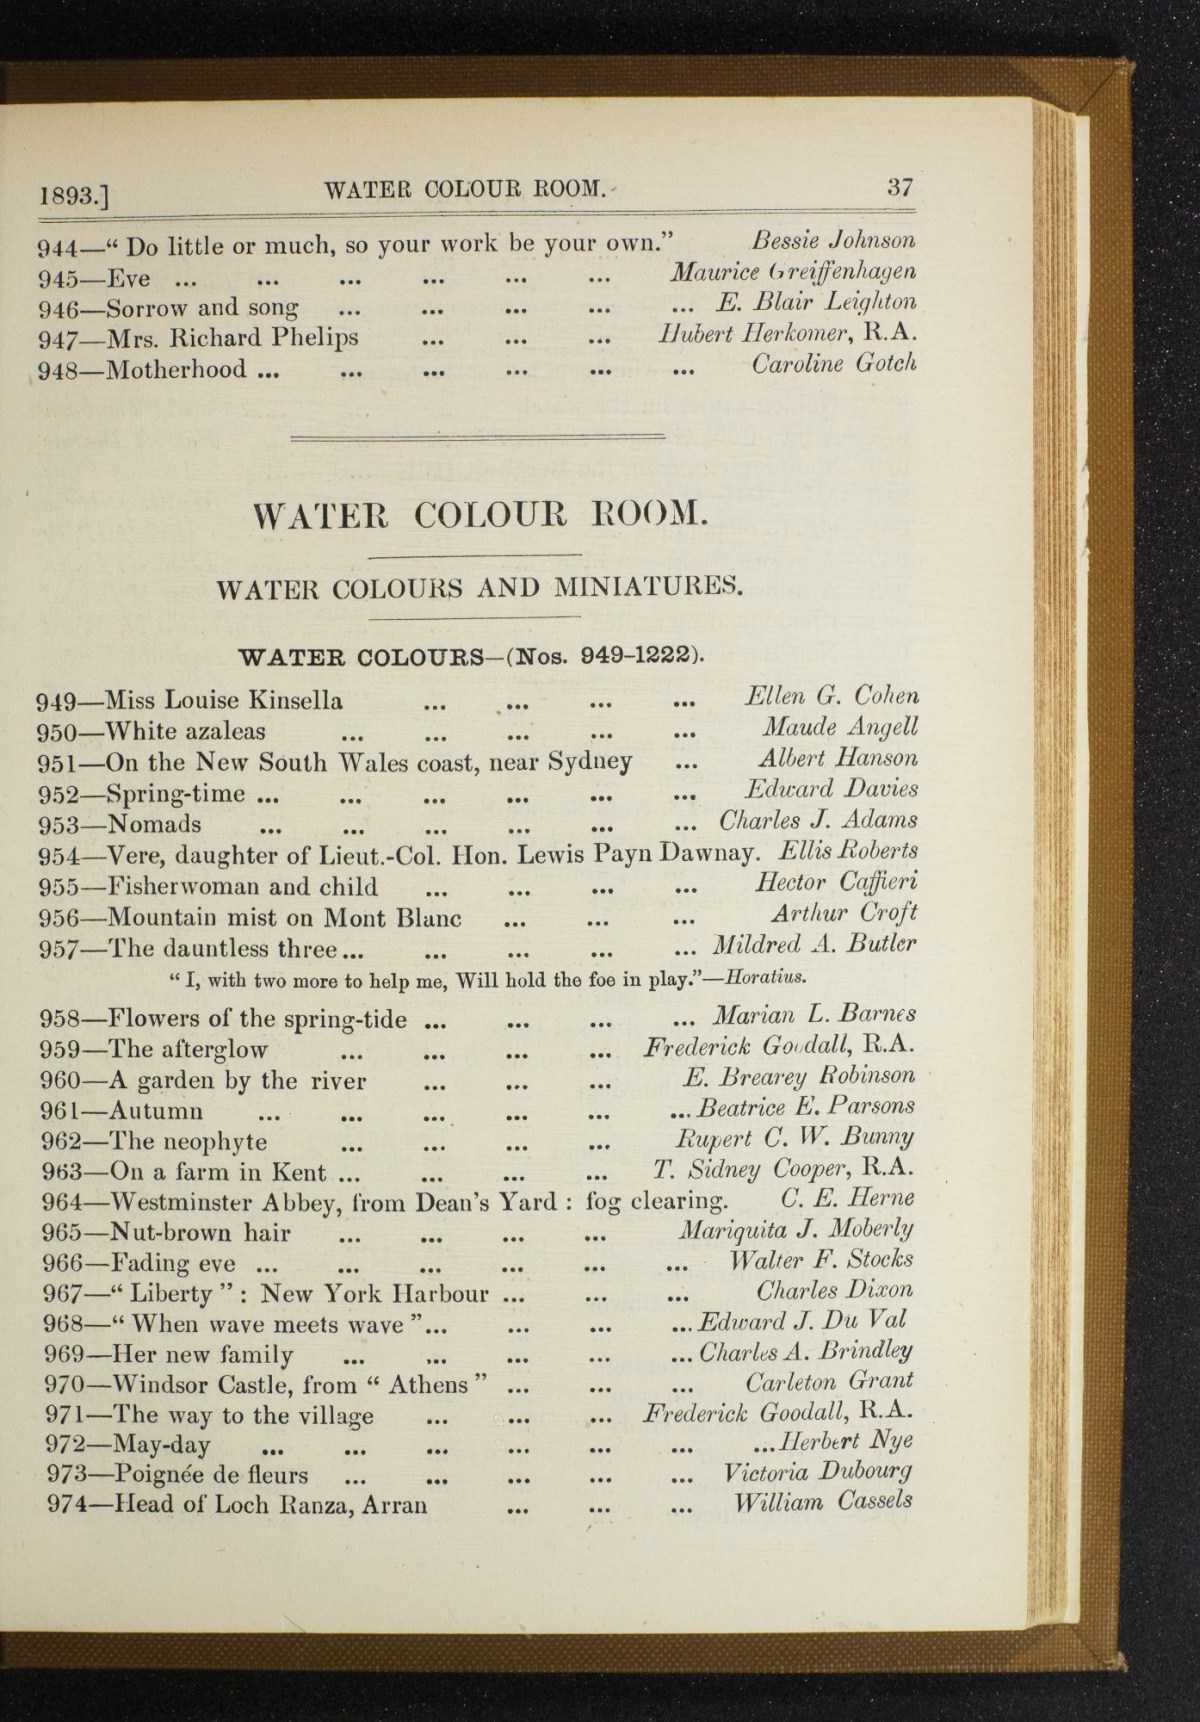 1893.] WATER COLOUR ROOM. 37
944—“ Do little or much, so your work be your own.” Bessie Johnson
945—Eve ... ... ... ... ... ... Maurice Greiffenhagen
946—Sorrow and song ... ... ... ... ... E. Blair Leighton
947—Mrs. Richard Phelips ... ... ... Hubert Herkomer, R.A.
948—Motherhood ... ... ... ... ... ... Caroline Gotch
WATER COLOUR ROOM.
WATER COLOURS AND MINIATURES.
WATER COLOURS—(Nos. 949-1222).
949—Miss Louise Kinsella ... ... ... ... Ellen G. Cohen
950—White azaleas ... ... ... ... ... Maude Angell
951—On the New South Wales coast, near Sydney ... Albert Hanson
952—Spring-time ... ... ... ... ... ... Edward Davies
953—Nomads ... ... ... ... ... ... Charles J. Adams
954—Vere, daughter of Lieut.-Col. Hon. Lewis Payn Dawnay. Ellis Roberts
955—Fisherwoman and child ... ... ... ... Hector Caffieri
956—Mountain mist on Mont Blanc ... ... ... Arthur Croft
957—The dauntless three... ... ... ... ... Mildred A. Butler
“ I, with two more to help me, Will hold the foe in play.”—Horatius.
958—Flowers of the spring-tide ... ... ... ... Marian L. Barnes
959—The afterglow ... ... ... ... Frederick Goodall, R.A.
960—A garden by the river ... ... ... E. Brearey Robinson
961—Autumn ... ... ... ... ... ... Beatrice E. Parsons
962—The neophyte ... ... ... ... Rupert C. W. Bunny
963—On a farm in Kent ... ... ... ... T. Sidney Cooper, R.A.
964—Westminster Abbey, from Dean’s Yard : fog clearing. C. E. Herne
965—Nut-brown hair ... ... ... ... Mariquita J. Moberly
966—Fading eve ... ... ... ... ... ... Walter F. Stocks
967—“ Liberty ” : New York Harbour ... ... ... Charles Dixon
968—“ When wave meets wave ”... ... ... ... Edward J. Du Val
969—Her new family ... ... ... ... ... Charles A. Brindley
970—Windsor Castle, from “ Athens ” ... ... ... Carleton Grant
971—The way to the village ... ... ... Frederick Goodall, R.A.
972—May-day ... ... ... ... ... ... ...Herbert Nye
973—Poignée de fleurs ... ... ... ... ... Victoria Dubourg
974—Head of Loch Ranza, Arran ... ... ... William Cassels